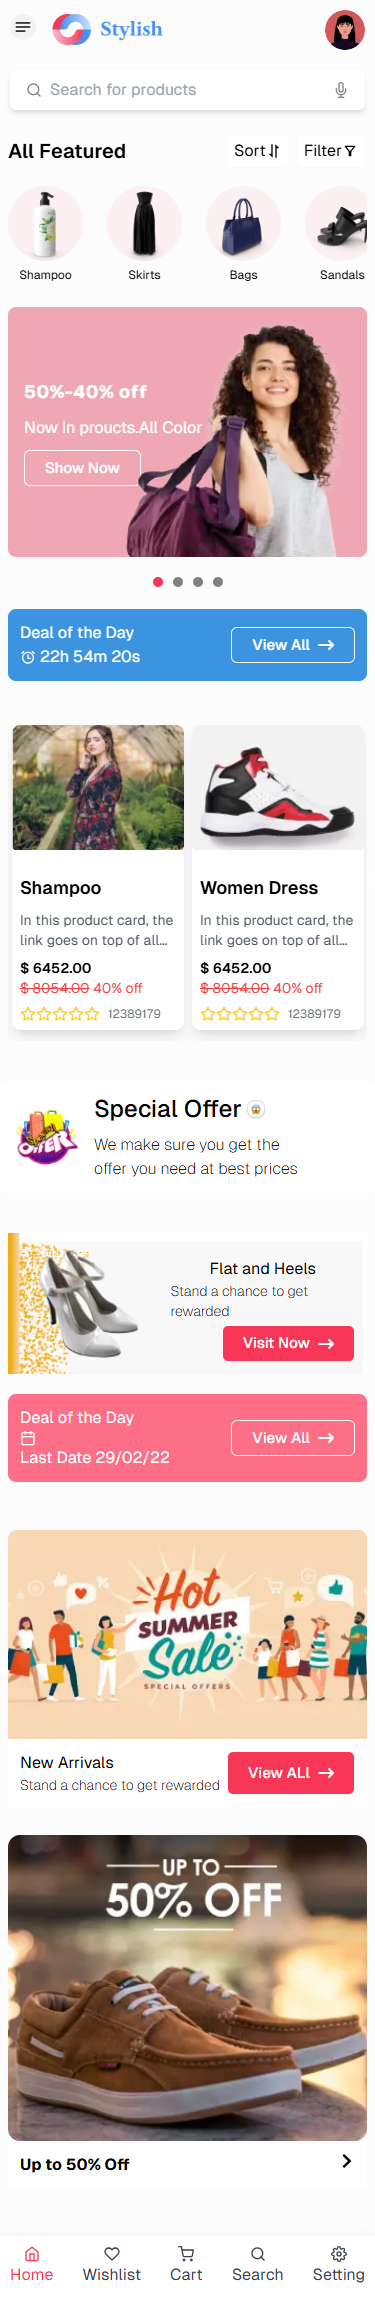 Stylish
Search for products
All Featured
Sort
Filter
Shampoo
Skirts
Bags
Sandals
50%-40% off
Now In proucts.All Color
Show Now
Deal of the Day
22h 54m 20s
View All
Shampoo
In this product card, the
link goes on top of all...
$ 6452.00
$ 8054.00 40% off
12389179
Women Dress
In this product card, the
link goes on top of all...
$ 6452.00
$ 8054.00 40% off
12389179
OFFER
Special Offer
We make sure you get the
offer you need at best prices
Flat and Heels
Stand a chance to get
rewarded
Visit Now
Deal of the Day
Last Date 29/02/22
View All
Hot
SUMMER
Sale
SPECIAL OFFERS
New Arrivals
Stand a chance to get rewarded
View ALl
UP TO
50% OFF
Up to 50% Off
Home
Wishlist
Cart
Search
Setting